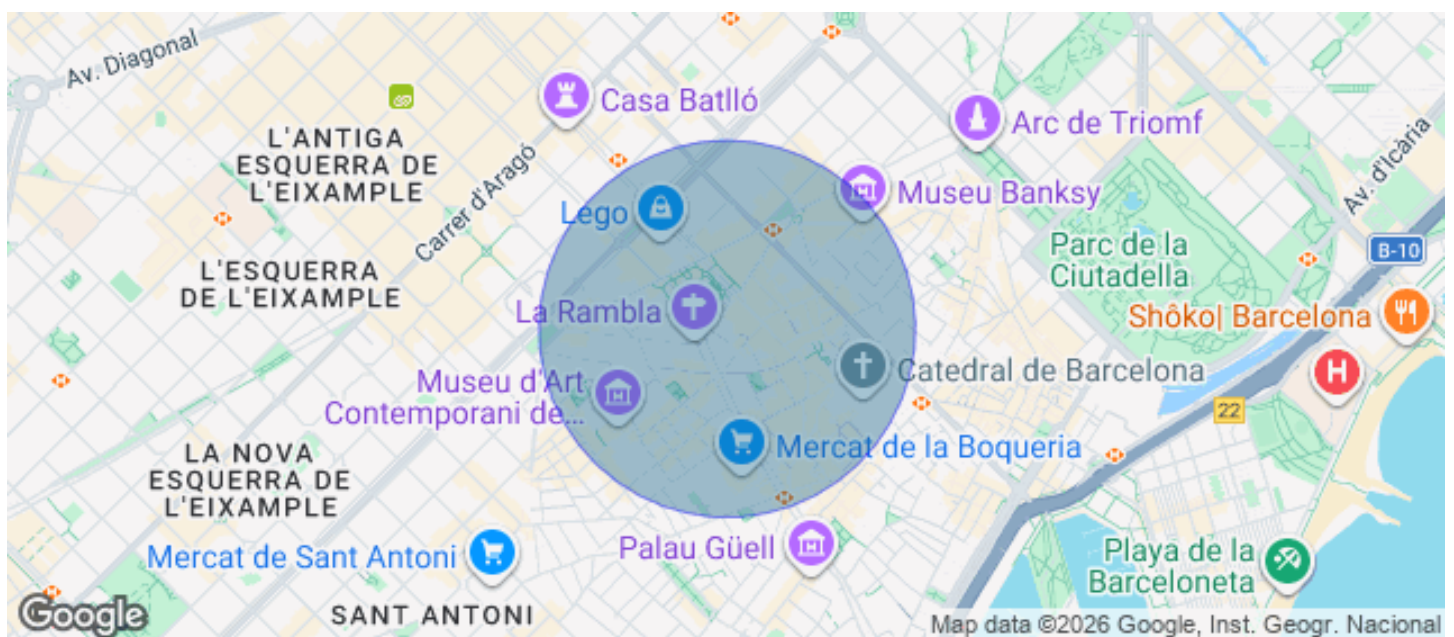 Av. Diagonal
Casa Batlló
Arc de Triomf
L'ANTIGA
ESQUERRA DE
L'EIXAMPLE
Carrer d'Aragó
Lego
Museu Banksy
Av. d'Icària
Parc de la
Ciutadella
B-10
L'ESQUERRA
DE L'EIXAMPLE
La Rambla
Shôko| Barcelona
Museu d'Art
Contemporani de...
Catedral de Barcelona
H
22
Mercat de la Boqueria
LA NOVA
ESQUERRA DE
L'EIXAMPLE
Mercat de Sant Antoni
Palau Güell
Playa de la
Barceloneta
SANT ANTONI
Google
Map data ©2026 Google, Inst. Geogr. Nacional